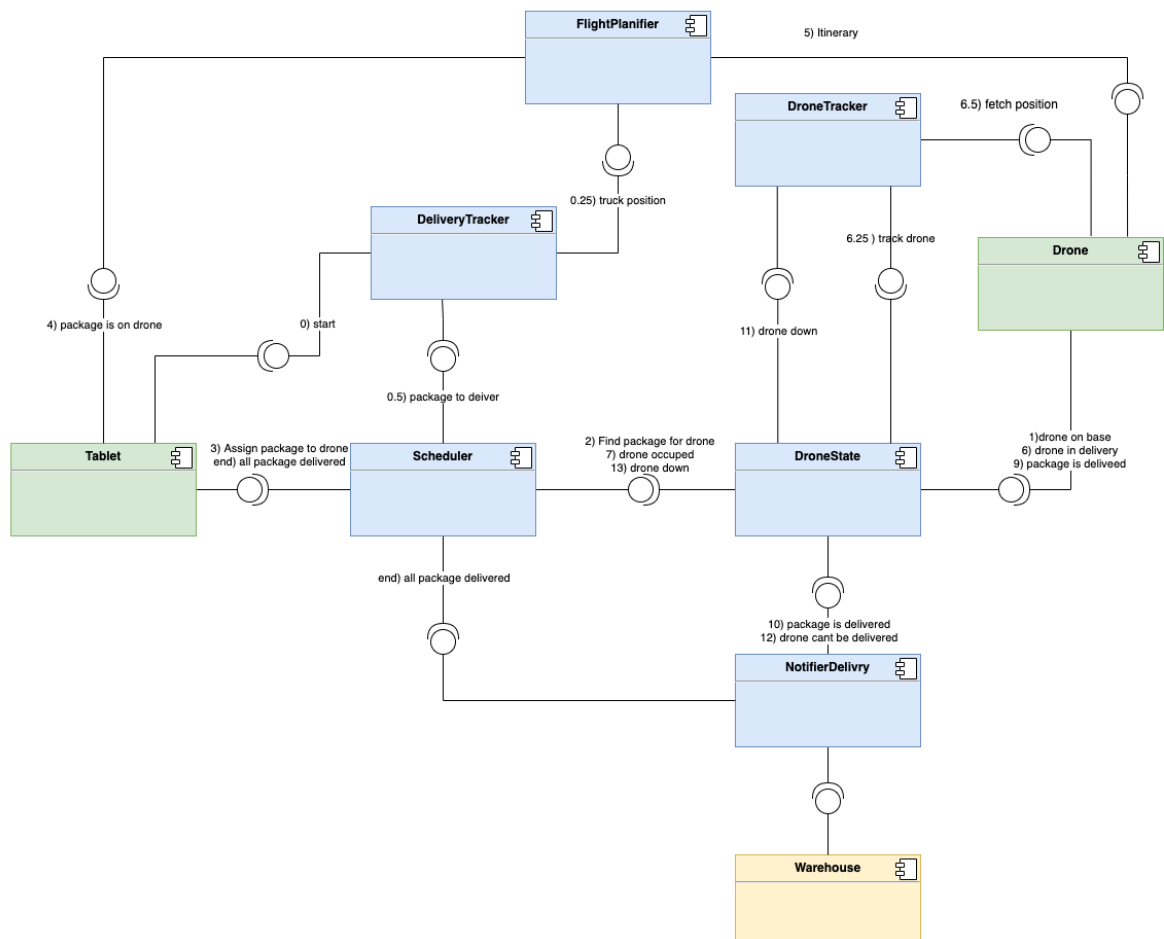 FlightPlanifier
5) Itinerary
DroneTracker
6.5) fetch position
0.25) truck position
DeliveryTracker
6.25 ) track drone
Drone
4) package is on drone
0) start
11) drone down
0.5) package to deiver
Tablet
3) Assign package to drone
end) all package delivered
Scheduler
2) Find package for drone
7) drone occuped
13) drone down
DroneState
1)drone on base
6) drone in delivery
9) package is deliveed
end) all package delivered
10) package is delivered
12) drone cant be delivered
NotifierDelivry
Warehouse